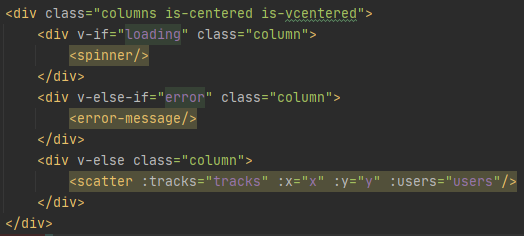 <div class="columns is-centered is-vcentered">
    <div v-if="loading" class="column">
        <spinner/>
    </div>
    <div v-else-if="error" class="column">
        <error-message/>
    </div>
    <div v-else class="column">
        <scatter :tracks="tracks" :x="x" :y="y" :users="users"/>
    </div>
</div>